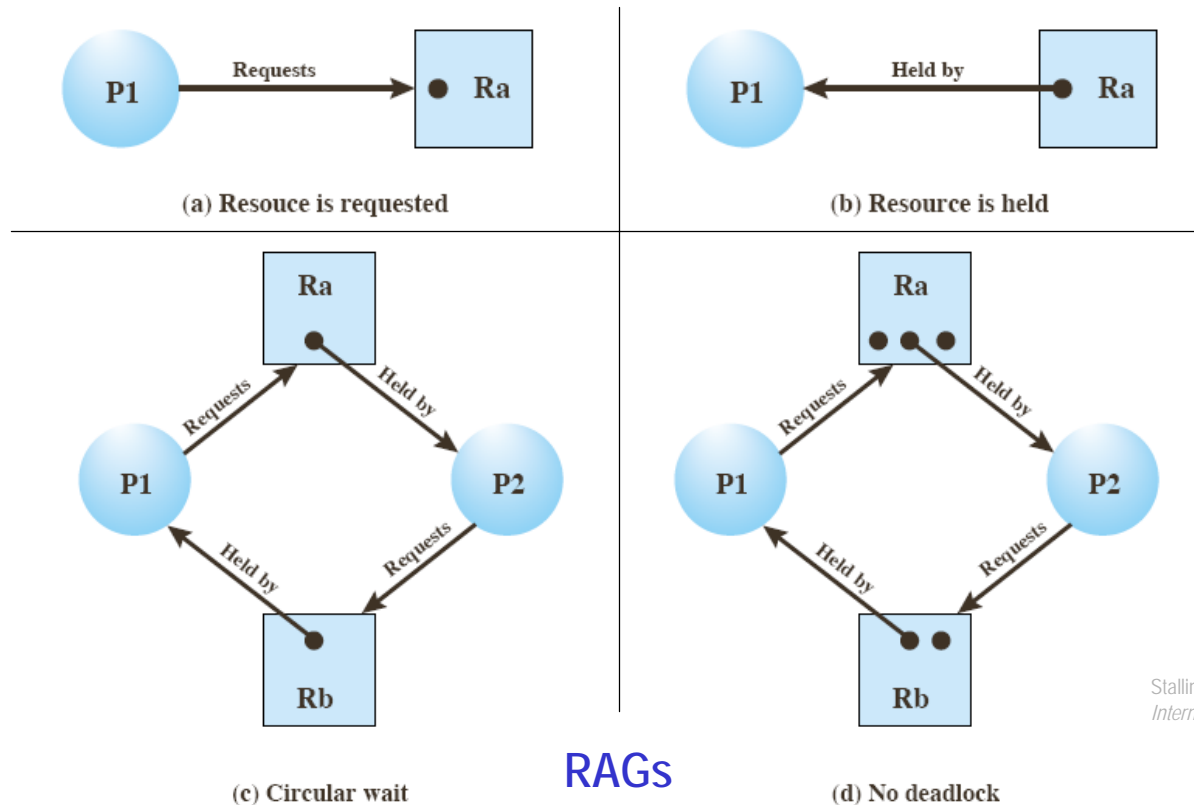 P1
Requests
Ra
(a) Resouce is requested
P1
Held by
Ra
(b) Resource is held
Ra
Requests
Held by
P1
P2
Held by
Requests
Rb
(c) Circular wait
Ra
Requests
Held by
P1
P2
Held by
Requests
Rb
(d) No deadlock
RAGs